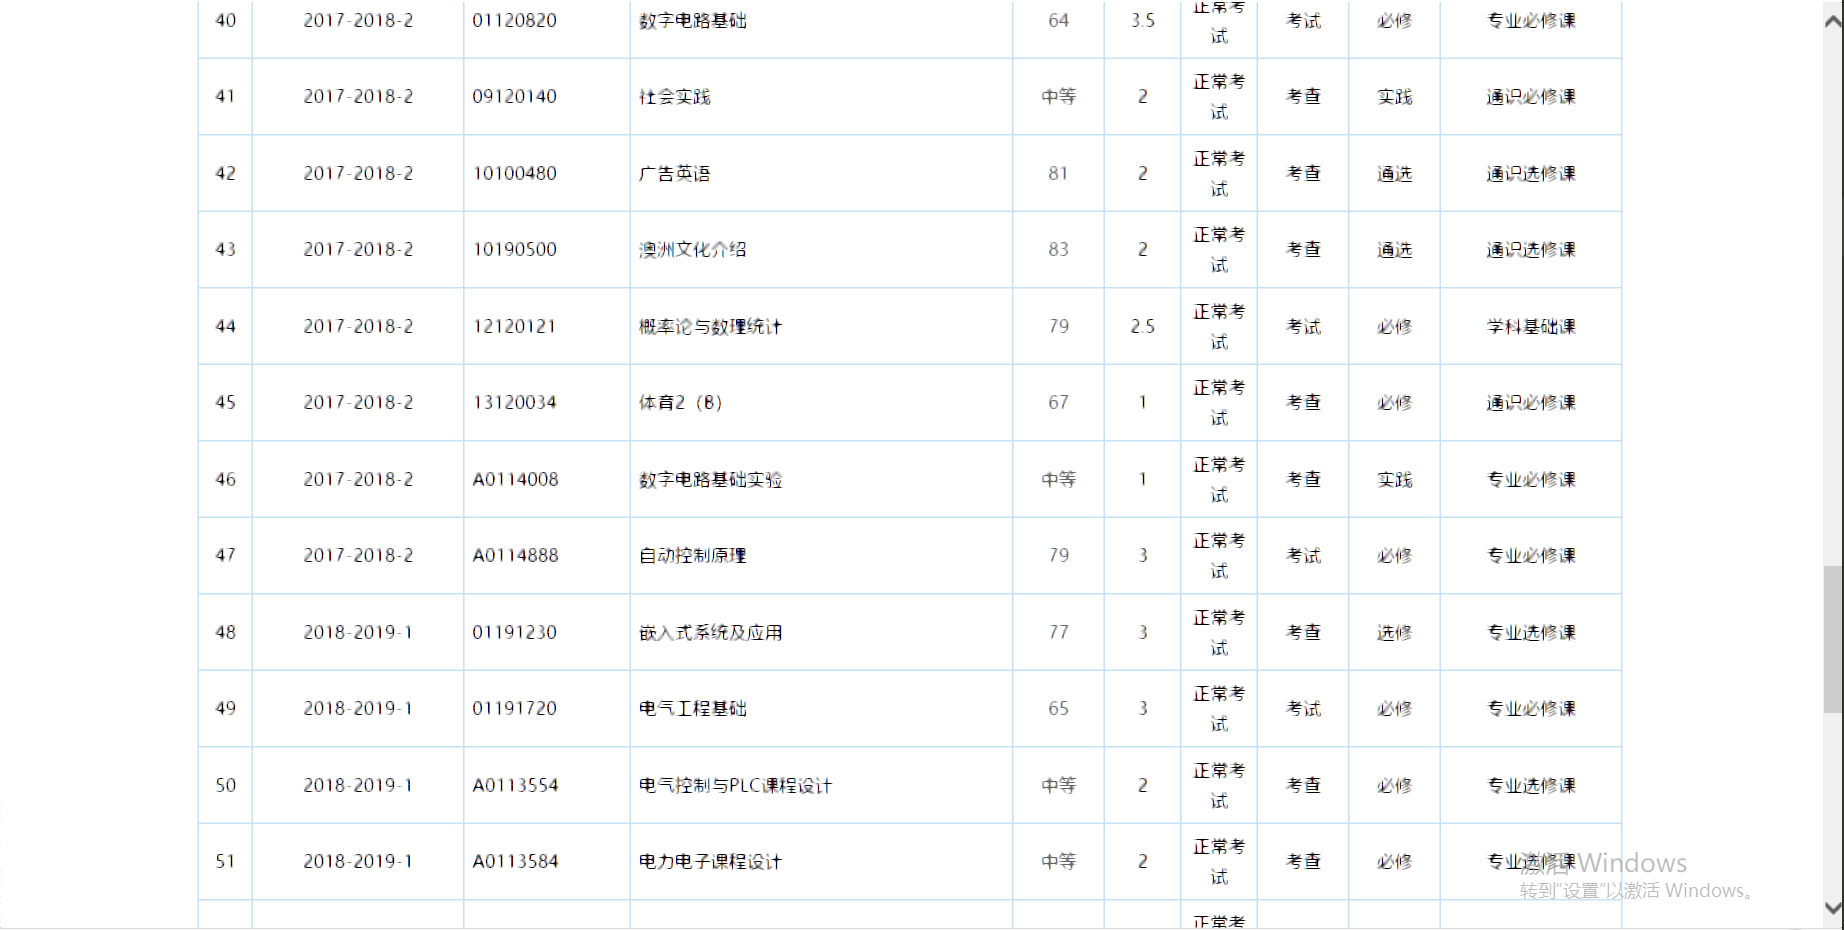 40 2017-2018-2 01120820 数字电路基础 64 3.5 正常考试 考试 必修 专业必修课
41 2017-2018-2 09120140 社会实践 中等 2 正常考试 考查 实践 通识必修课
42 2017-2018-2 10100480 广告英语 81 2 正常考试 考查 通选 通识选修课
43 2017-2018-2 10190500 澳洲文化介绍 83 2 正常考试 考查 通选 通识选修课
44 2017-2018-2 12120121 概率论与数理统计 79 2.5 正常考试 考试 必修 学科基础课
45 2017-2018-2 13120034 体育2（B） 67 1 正常考试 考查 必修 通识必修课
46 2017-2018-2 A0114008 数字电路基础实验 中等 1 正常考试 考查 实践 专业必修课
47 2017-2018-2 A0114888 自动控制原理 79 3 正常考试 考试 必修 专业必修课
48 2018-2019-1 01191230 嵌入式系统及应用 77 3 正常考试 考查 选修 专业选修课
49 2018-2019-1 01191720 电气工程基础 65 3 正常考试 考试 必修 专业必修课
50 2018-2019-1 A0113554 电气控制与PLC课程设计 中等 2 正常考试 考查 必修 专业选修课
51 2018-2019-1 A0113584 电力电子课程设计 中等 2 正常考试 考查 必修 专业选修课
正常考
激活 Windows
转到"设置"以激活 Windows。